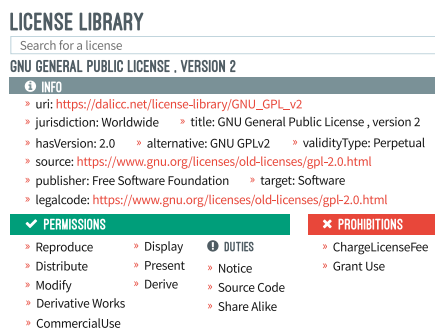 LICENSE LIBRARY
Search for a license
GNU GENERAL PUBLIC LICENSE , VERSION 2
INFO
» uri: https://dalicc.net/license-library/GNU_GPL_v2
» jurisdiction: Worldwide » title: GNU General Public License , version 2
» hasVersion: 2.0 » alternative: GNU GPLv2 » validityType: Perpetual
» source: https://www.gnu.org/licenses/old-licenses/gpl-2.0.html
» publisher: Free Software Foundation » target: Software
» legalcode: https://www.gnu.org/licenses/old-licenses/gpl-2.0.html
PERMISSIONS
» Reproduce
» Distribute
» Modify
» Derivative Works
» CommercialUse
» Display
» Present
» Derive
DUTIES
» Notice
» Source Code
» Share Alike
PROHIBITIONS
» ChargeLicenseFee
» Grant Use